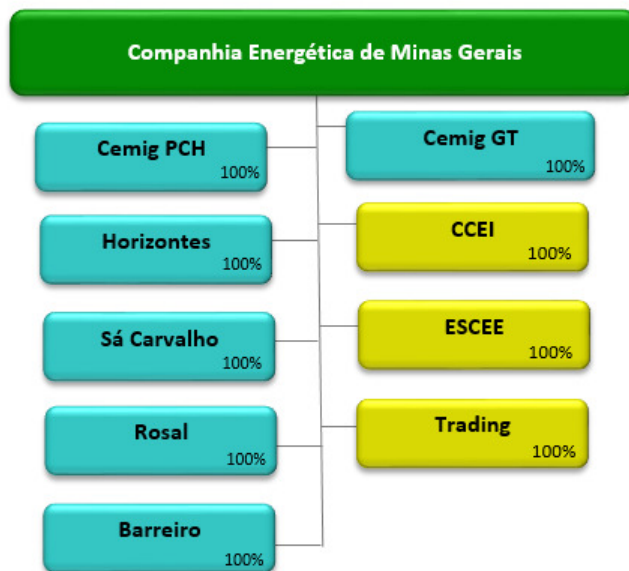 Companhia Energética de Minas Gerais
Cemig PCH
100%
Cemig GT
100%
Horizontes
100%
CCEI
100%
Sá Carvalho
100%
ESCEE
100%
Rosal
100%
Trading
100%
Barreiro
100%